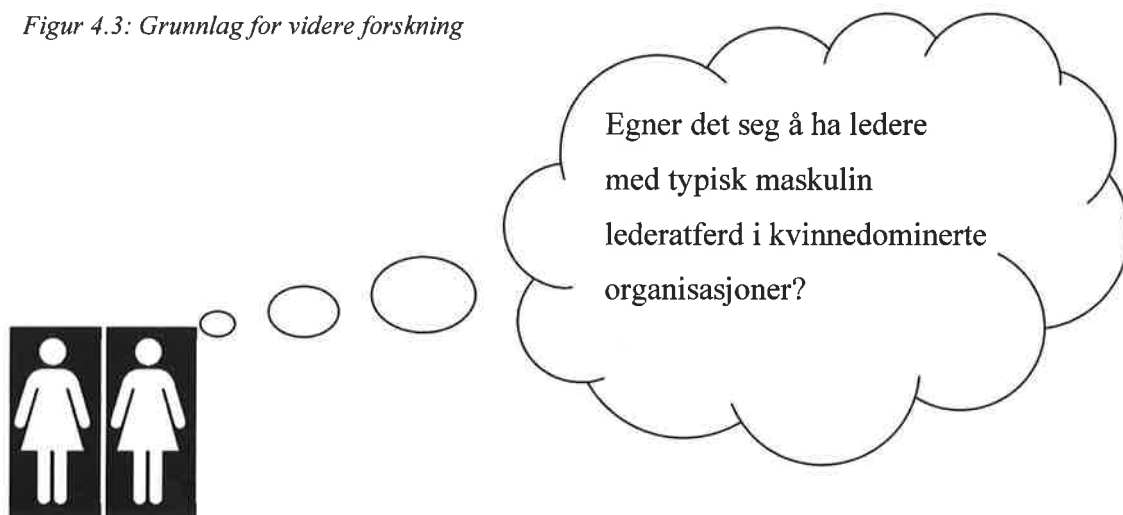 Figur 4.3: Grunnlag for videre forskning
Egner det seg å ha ledere
med typisk maskulin
lederatferd i kvinnedominerte
organisasjoner?